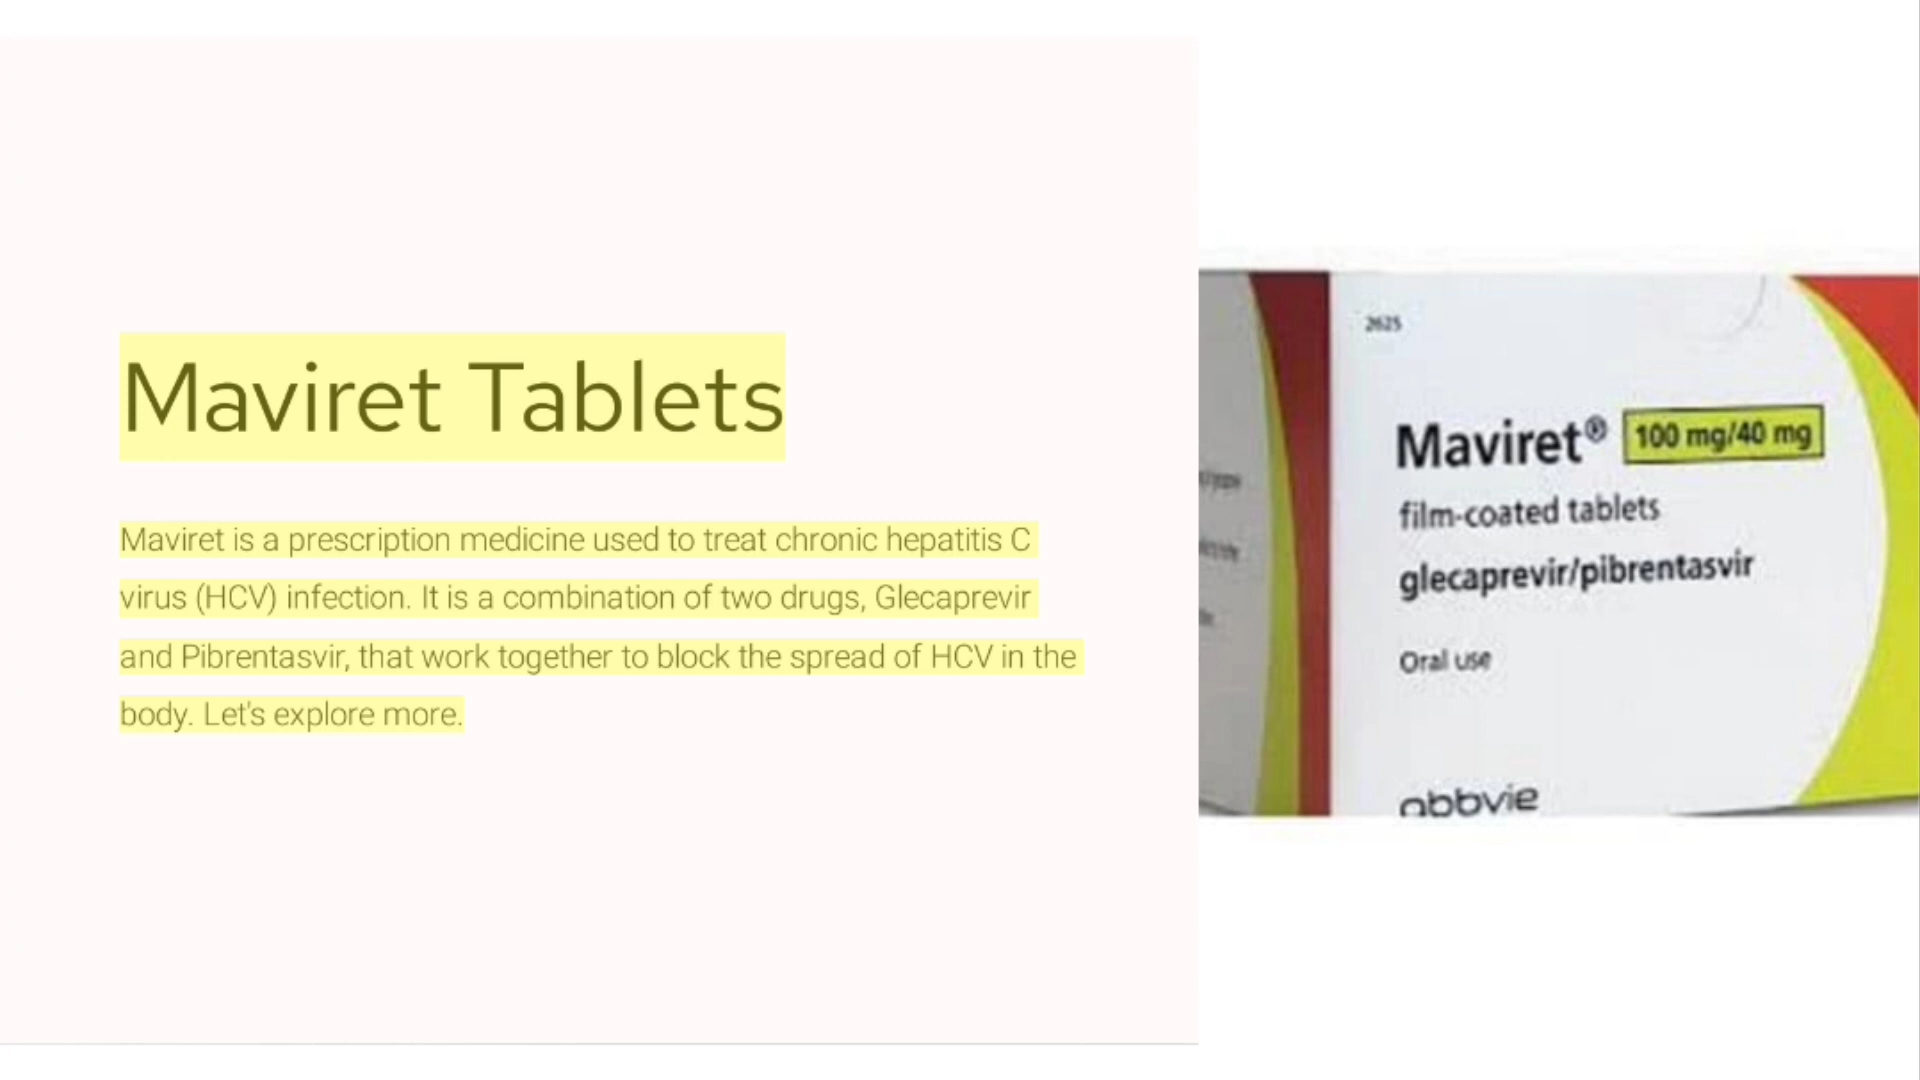 Maviret Tablets
Maviret is a prescription medicine used to treat chronic hepatitis C
virus (HCV) infection. It is a combination of two drugs, Glecaprevir
and Pibrentasvir, that work together to block the spread of HCV in the
body. Let's explore more.
2625
Maviret® 100 mg/40 mg
film-coated tablets
glecaprevir/pibrentasvir
Oral use
abbvie